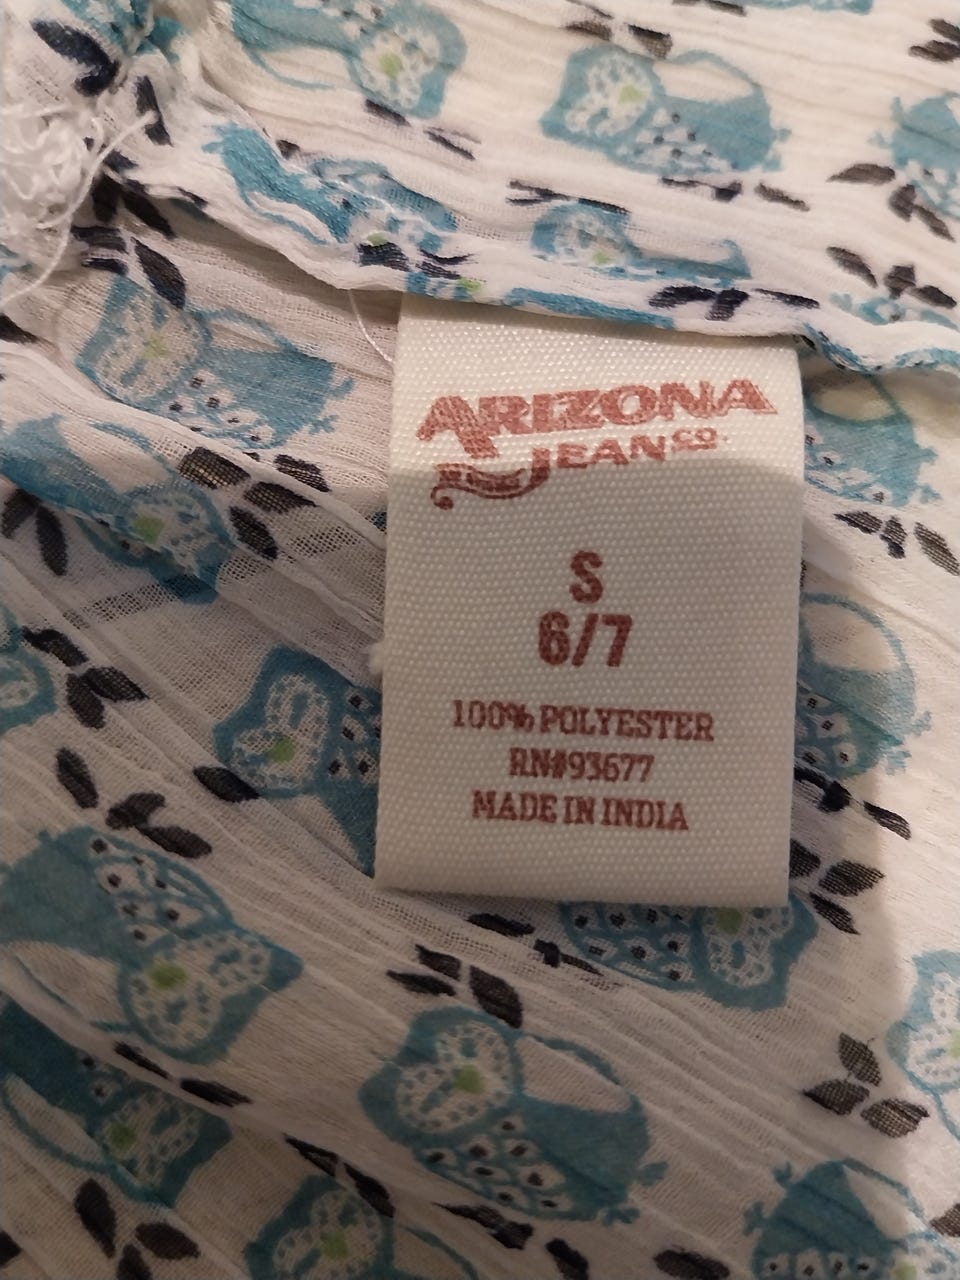 ARIZONA
JEAN CO.
S
6/7
100% POLYESTER
RN#93677
MADE IN INDIA